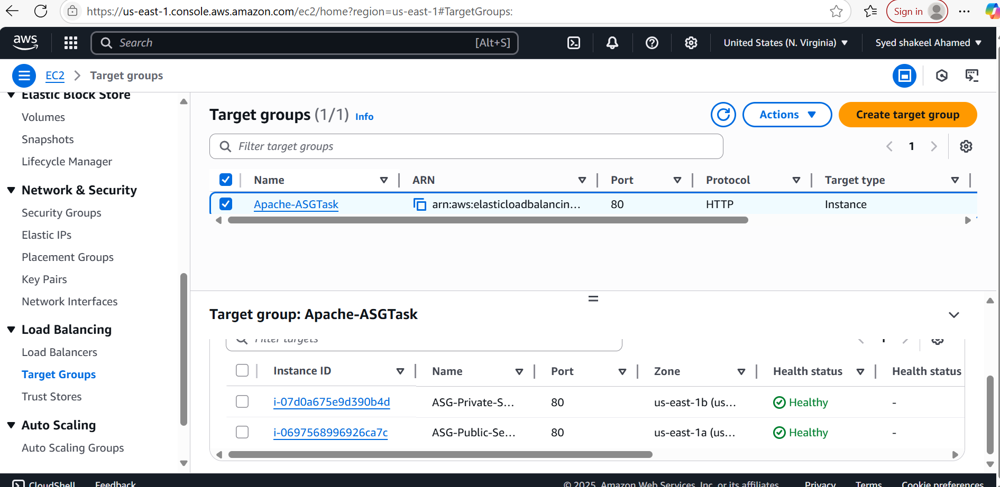 https://us-east-1.console.aws.amazon.com/ec2/home?region=us-east-1#TargetGroups:
Sign in
aws
Search
[Alt+S]
United States (N. Virginia)
Syed shakeel Ahamed
EC2
Target groups
Elastic Block Store
Volumes
Snapshots
Lifecycle Manager
Network & Security
Security Groups
Elastic IPs
Placement Groups
Key Pairs
Network Interfaces
Load Balancing
Load Balancers
Target Groups
Trust Stores
Auto Scaling
Auto Scaling Groups
Target groups (1/1) Info
Actions
Create target group
Filter target groups
1
Name ARN Port Protocol Target type
Apache-ASGTask arn:aws:elasticloadbalancin... 80 HTTP Instance
Target group: Apache-ASGTask
Filter targets
1
Instance ID Name Port Zone Health status Health status
i-07d0a675e9d390b4d ASG-Private-S... 80 us-east-1b (us... Healthy -
i-0697568996926ca7c ASG-Public-Se... 80 us-east-1a (us... Healthy -
CloudShell Feedback © 2025, Amazon Web Services, Inc. or its affiliates. Privacy Terms Cookie preferences